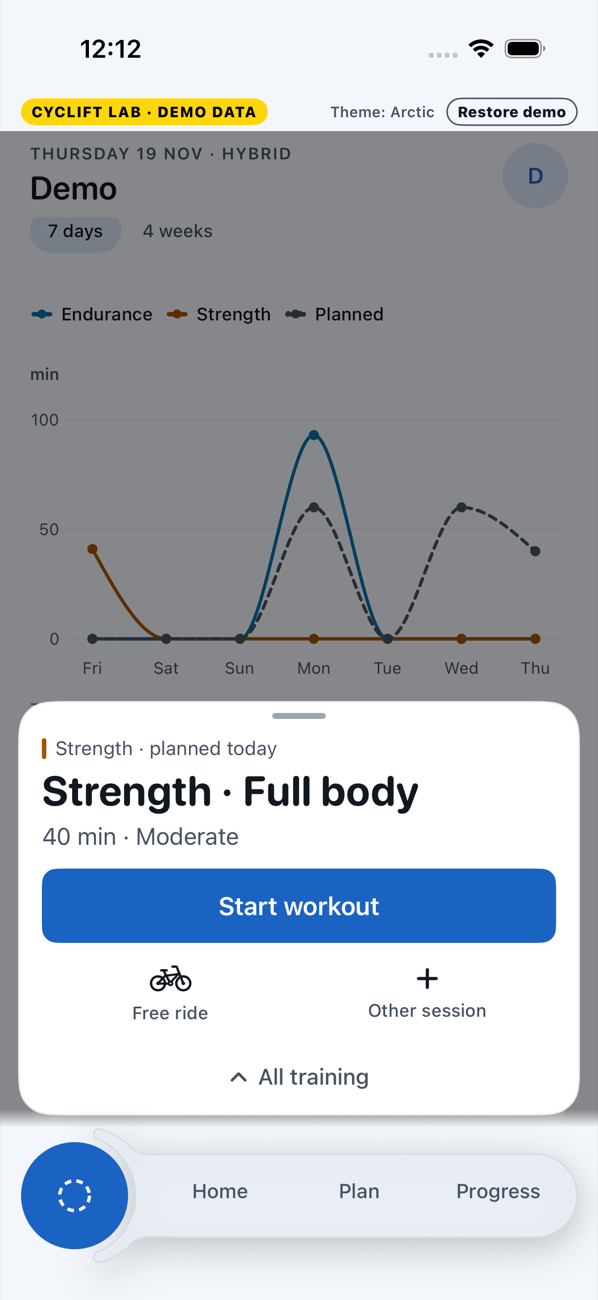 12:12
CYCLIFT LAB · DEMO DATA
Theme: Arctic
Restore demo
THURSDAY 19 NOV · HYBRID
Demo
D
7 days
4 weeks
Endurance
Strength
Planned
min
100
50
0
Fri Sat Sun Mon Tue Wed Thu
Strength · planned today
Strength · Full body
40 min · Moderate
Start workout
Free ride
Other session
All training
Home
Plan
Progress